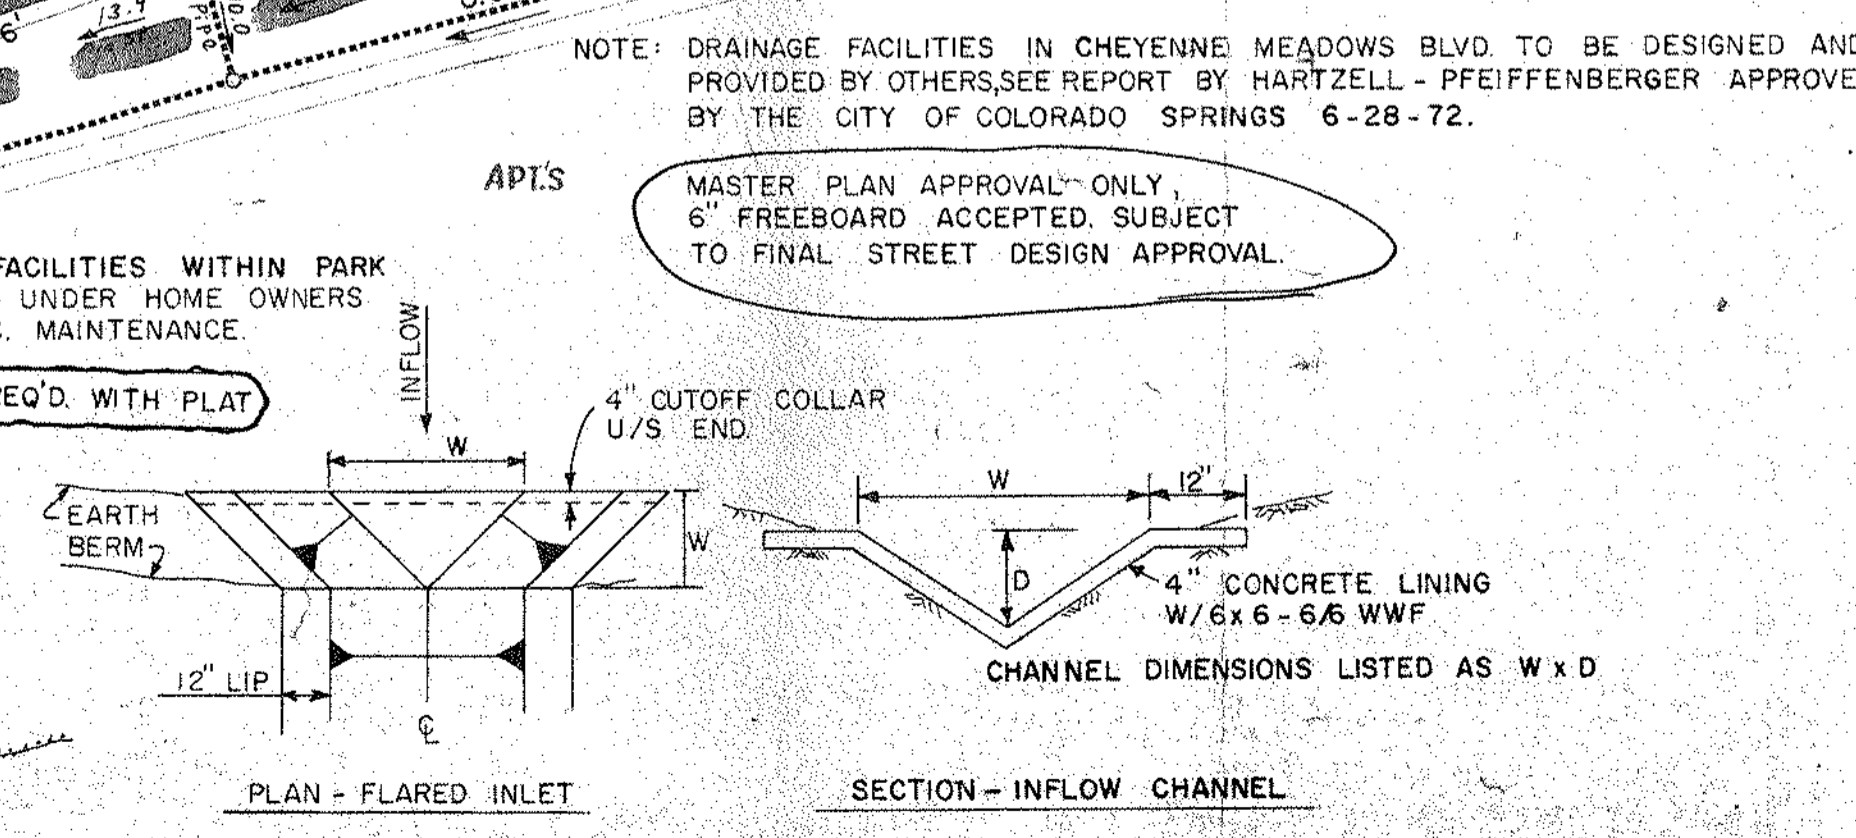 6'
13.9
NOTE: DRAINAGE FACILITIES IN CHEYENNE MEADOWS BLVD. TO BE DESIGNED AND
PROVIDED BY OTHERS, SEE REPORT BY HARTZELL - PFEIFFENBERGER APPROVE
BY THE CITY OF COLORADO SPRINGS 6-28-72.
APT.'S
MASTER PLAN APPROVAL ONLY,
6" FREEBOARD ACCEPTED. SUBJECT
TO FINAL STREET DESIGN APPROVAL.
FACILITIES WITHIN PARK
UNDER HOME OWNERS
MAINTENANCE.
EQ'D. WITH PLAT
INFLOW
4" CUTOFF COLLAR
U/S END
W
EARTH
BERM
W
12" LIP
℄
PLAN - FLARED INLET
W
12"
D
4" CONCRETE LINING
W/ 6x6 - 6/6 WWF
CHANNEL DIMENSIONS LISTED AS W x D
SECTION - INFLOW CHANNEL